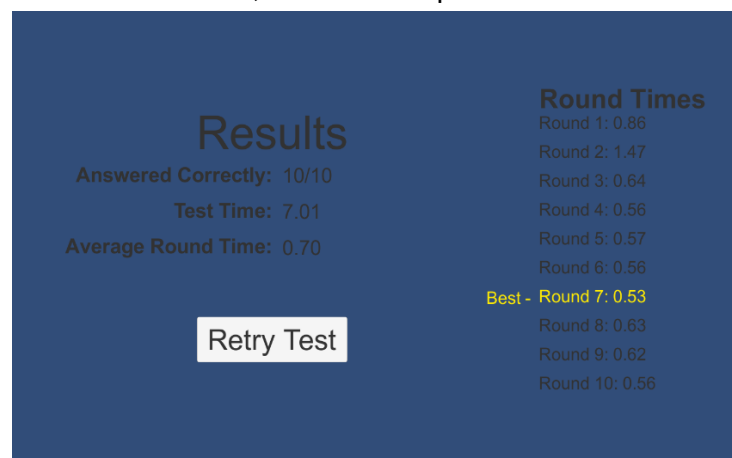 Results
Answered Correctly: 10/10
Test Time: 7.01
Average Round Time: 0.70
Retry Test
Round Times
Round 1: 0.86
Round 2: 1.47
Round 3: 0.64
Round 4: 0.56
Round 5: 0.57
Round 6: 0.56
Best - Round 7: 0.53
Round 8: 0.63
Round 9: 0.62
Round 10: 0.56